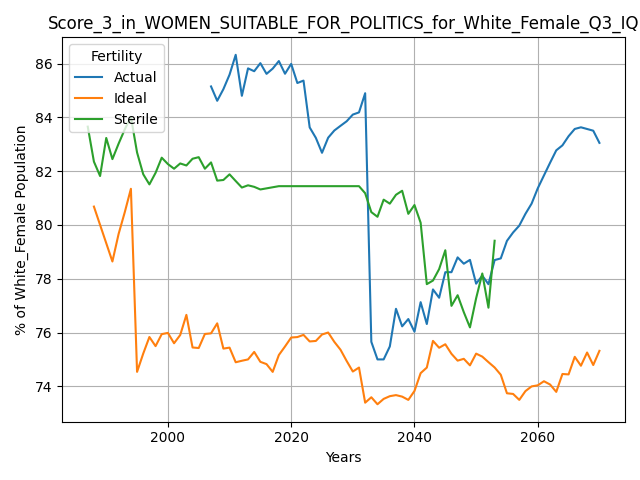 Score_3_in_WOMEN_SUITABLE_FOR_POLITICS_for_White_Female_Q3_IQ
Fertility
Actual
Ideal
Sterile
% of White_Female Population
86
84
82
80
78
76
74
2000
2020
2040
2060
Years